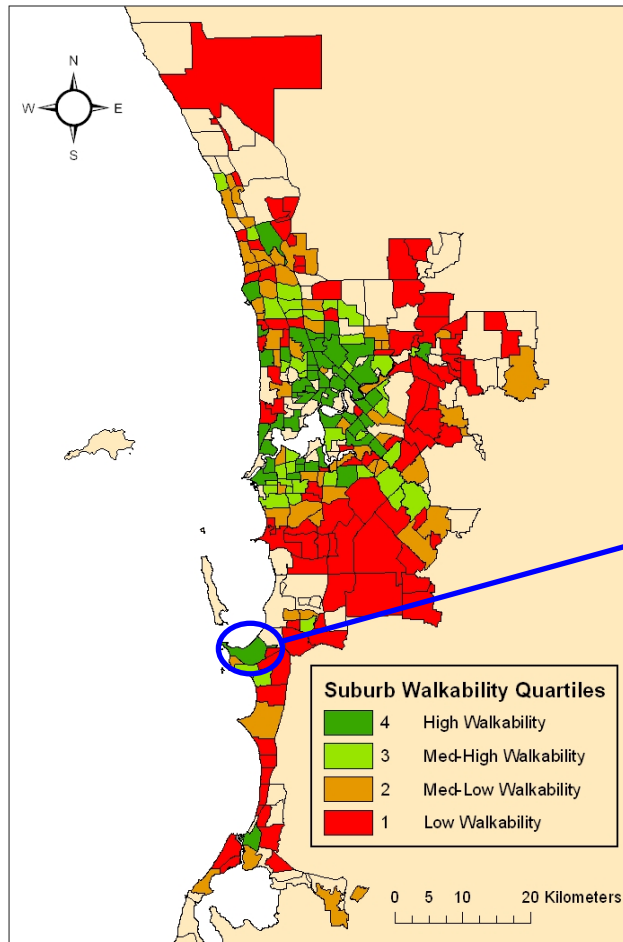 N
W E
S
Suburb Walkability Quartiles
4 High Walkability
3 Med-High Walkability
2 Med-Low Walkability
1 Low Walkability
0 5 10 20 Kilometers